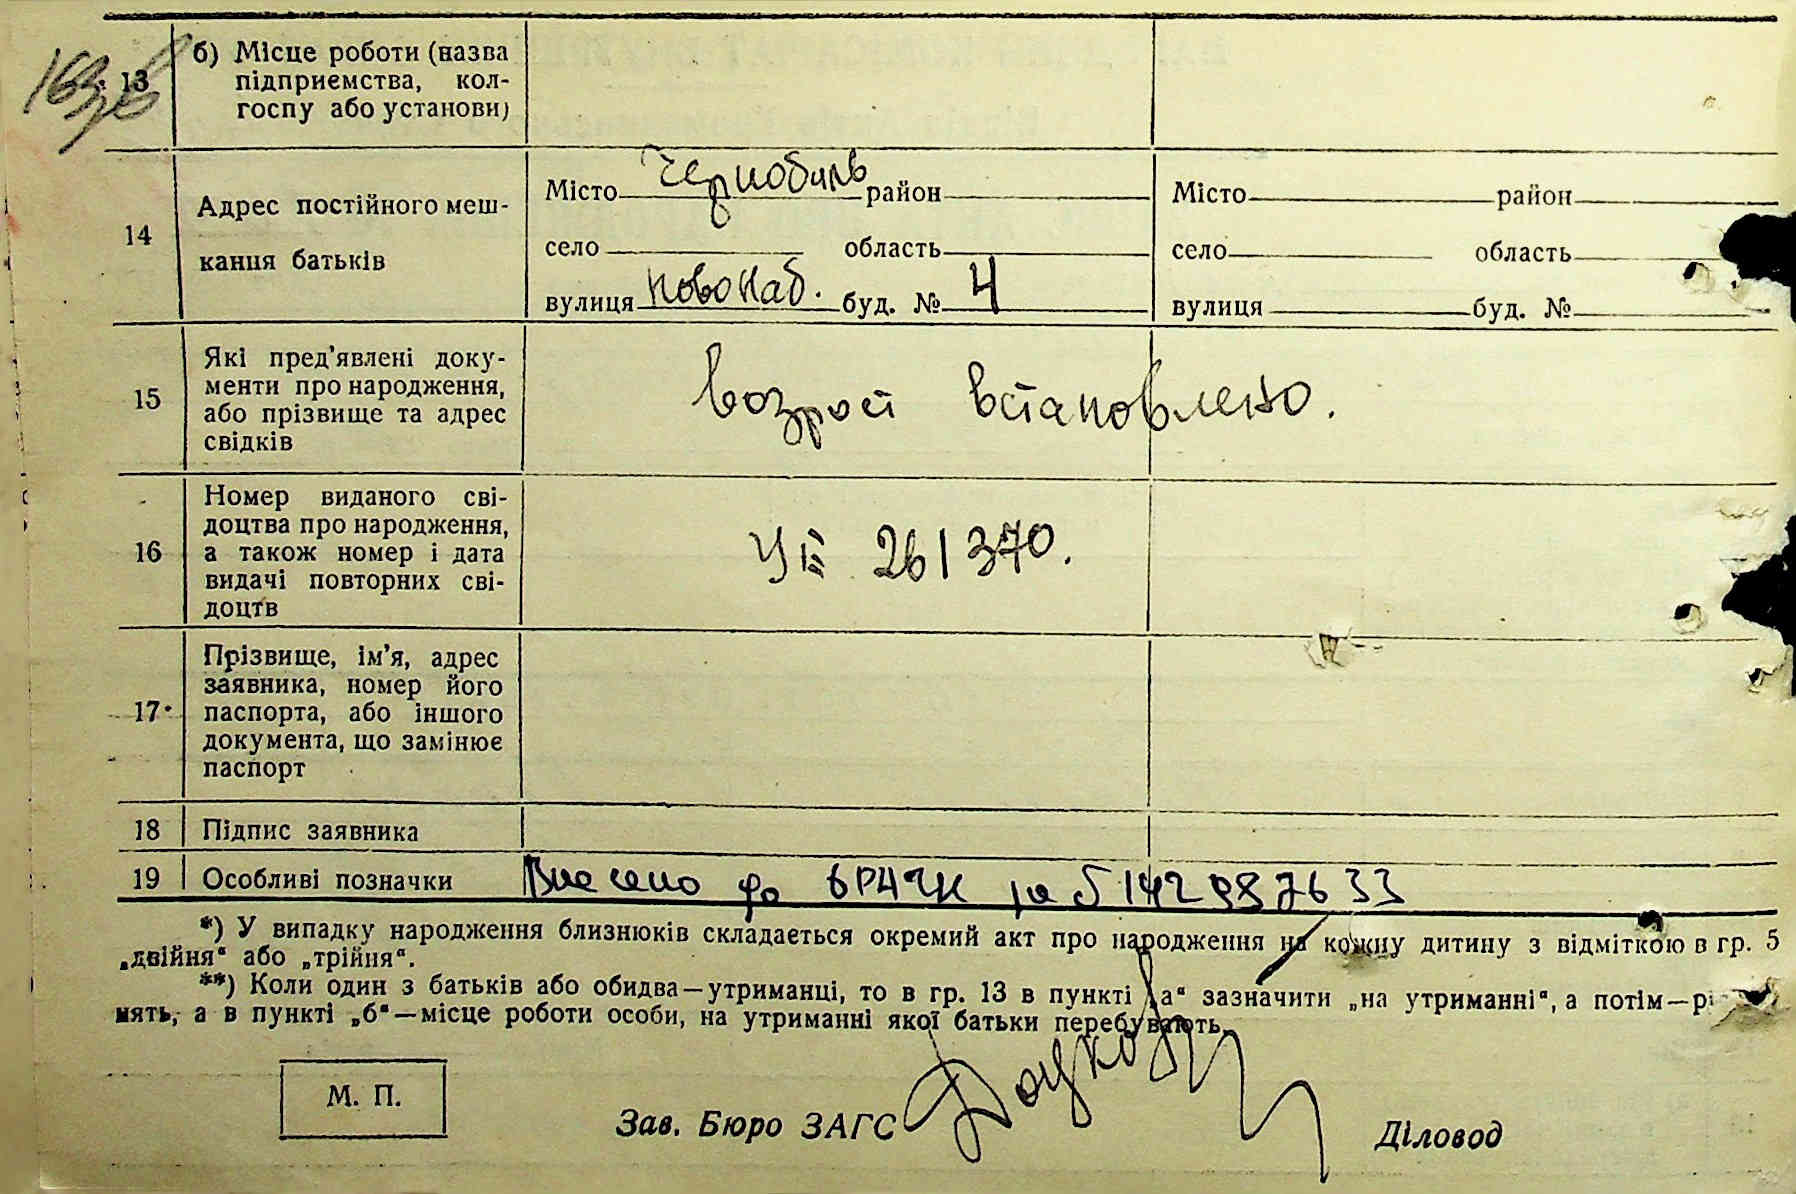 13 б) Місце роботи (назва
підприємства, кол-
госпу або установи)
14 Адрес постійного меш-
кання батьків
Місто Чернобиль район
село область
вулиця Новонаб. буд. № 4
Місто район
село область
вулиця буд. №
15 Які пред’явлені доку-
менти про народження,
або прізвище та адрес
свідків
возраст встановлено.
16 Номер виданого сві-
доцтва про народження,
а також номер і дата
видачі повторних сві-
доцтв
261370.
17 Прізвище, ім’я, адрес
заявника, номер його
паспорта, або іншого
документа, що замінює
паспорт
18 Підпис заявника
19 Особливі позначки Внесено до
*) У випадку народження близнюків складається окремий акт про народження на кожну дитину з відміткою в гр. 5
„двійня“ або „трійня“.
**) Коли один з батьків або обидва—утриманці, то в гр. 13 в пункті „а“ зазначити „на утриманні“, а потім—рі
мять, а в пункті „б“—місце роботи особи, на утриманні якої батьки перебувають.
М. П.
Зав. Бюро ЗАГС
Діловод